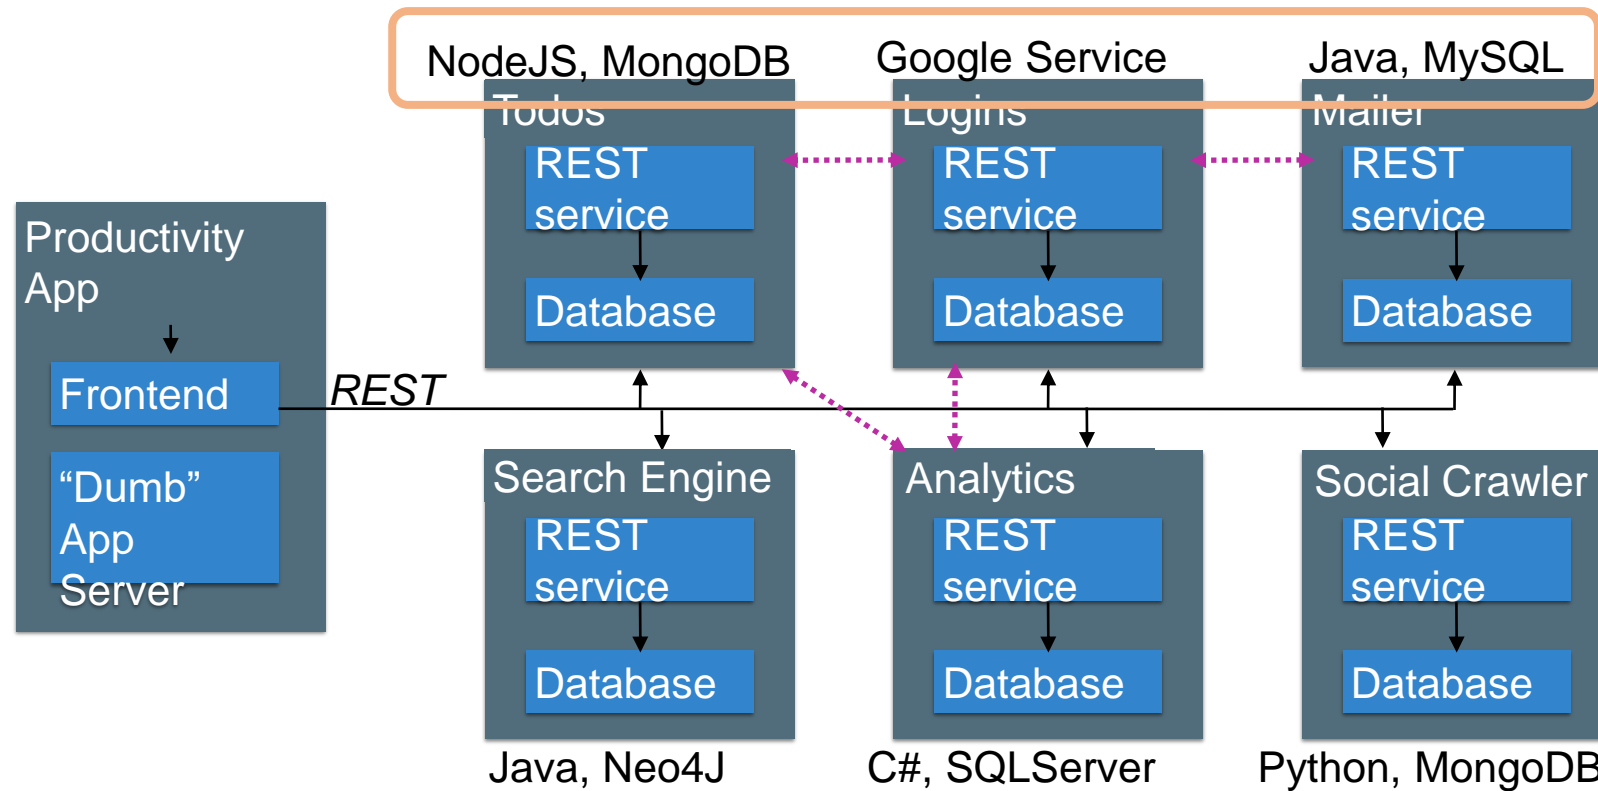 NodeJS, MongoDB
Google Service
Java, MySQL
Todos
Logins
Mailer
REST
service
REST
service
REST
service
Database
Database
Database
Productivity
App
Frontend
"Dumb"
App
Server
REST
Search Engine
Analytics
Social Crawler
REST
service
REST
service
REST
service
Database
Database
Database
Java, Neo4J
C#, SQLServer
Python, MongoDB